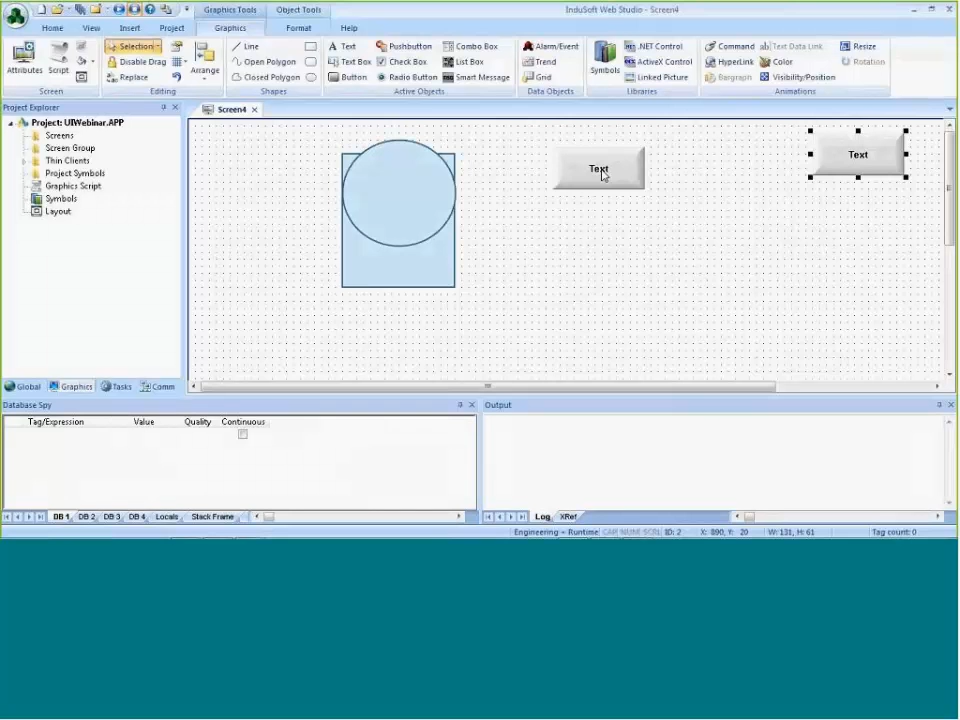 Graphics Tools Object Tools InduSoft Web Studio - Screen4
Home View Insert Project Graphics Format Help
Attributes Script Selection Arrange Line Text Pushbutton Combo Box Alarm/Event Symbols .NET Control Command Text Data Link Resize
Disable Drag Open Polygon Text Box Check Box List Box Trend ActiveX Control HyperLink Color Rotation
Replace Closed Polygon Button Radio Button Smart Message Grid Linked Picture Bargraph Visibility/Position
Screen Editing Shapes Active Objects Data Objects Libraries Animations
Project Explorer
Screen4
Project: UIWebinar.APP
Screens
Screen Group
Thin Clients
Project Symbols
Graphics Script
Symbols
Layout
Text
Text
Global Graphics Tasks Comm
Database Spy
Output
Tag/Expression Value Quality Continuous
DB 1 DB 2 DB 3 DB 4 Locals Stack Frame
Log XRef
Engineering + Runtime CAP NUM SCRL ID: 2 X: 890, Y: 20 W: 131, H: 61 Tag count: 0